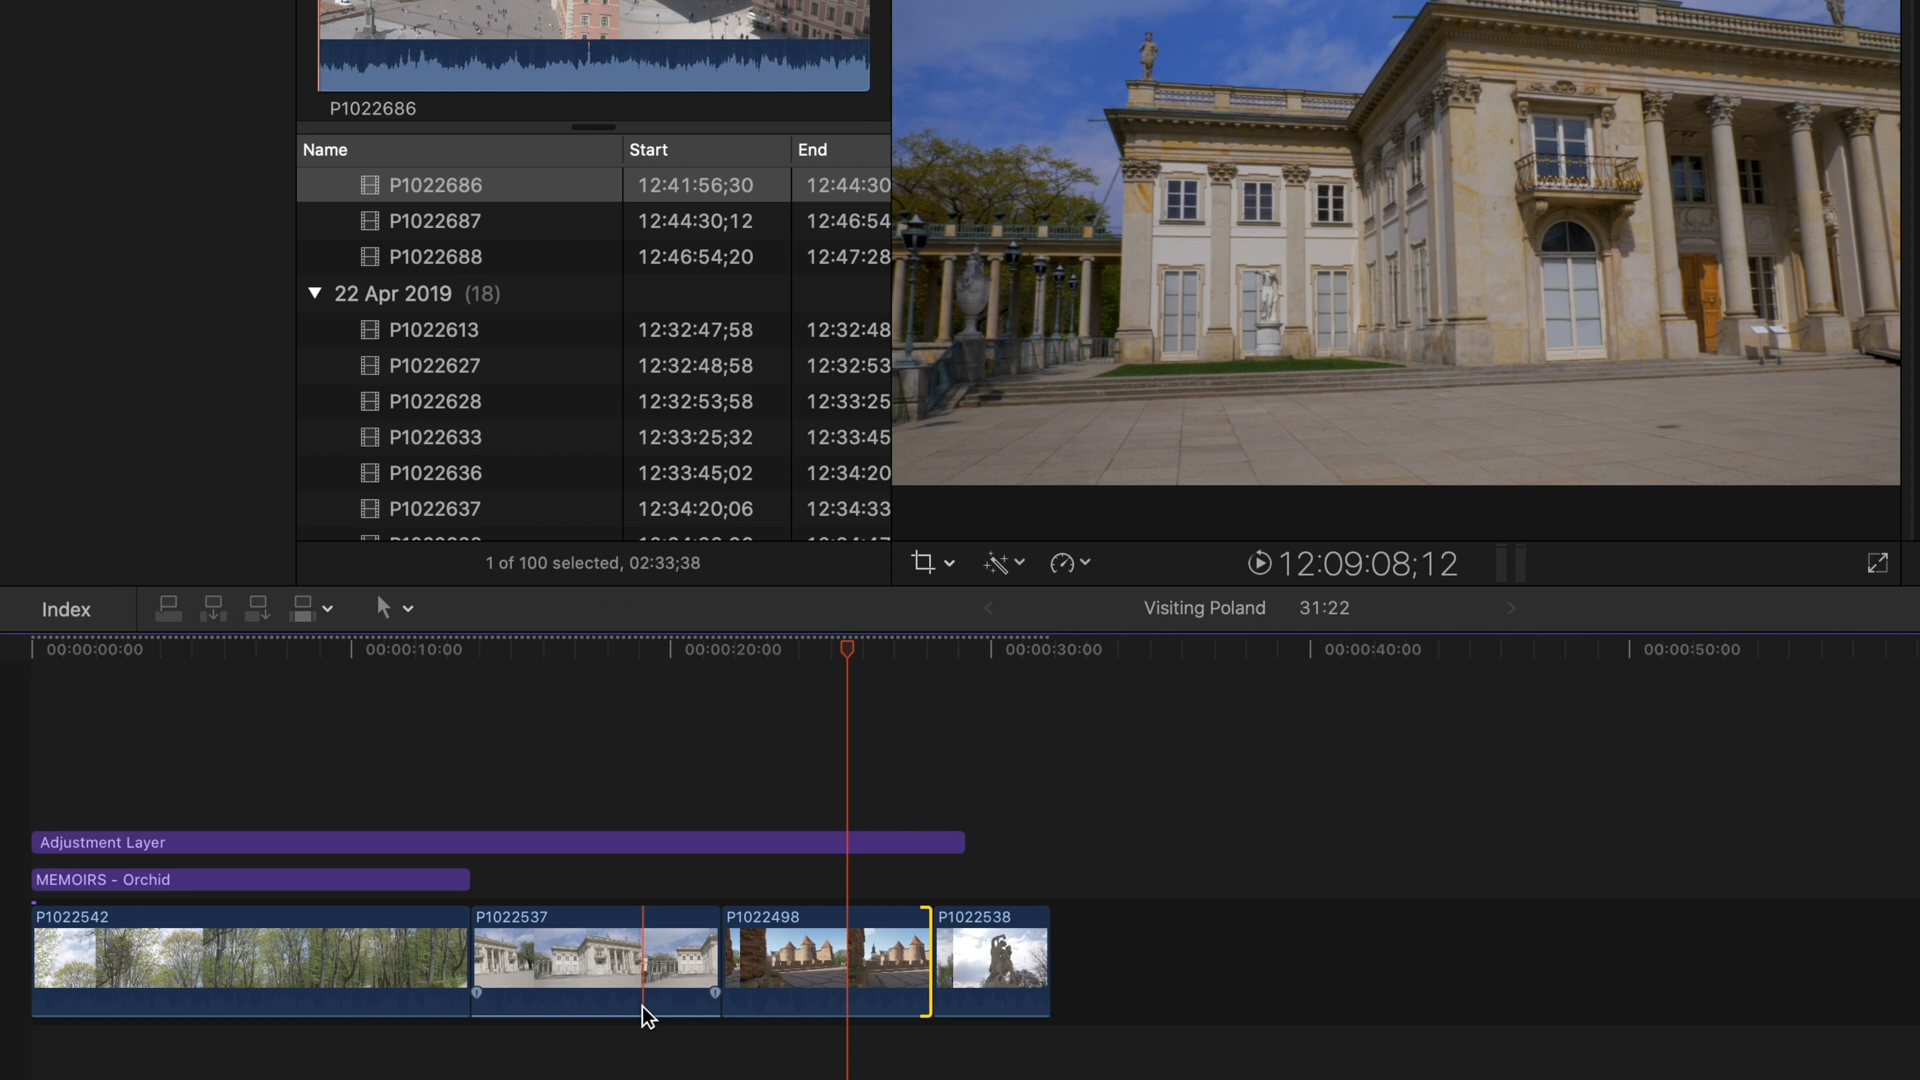 P1022686
Name Start End
P1022686 12:41:56;30 12:44:30
P1022687 12:44:30;12 12:46:54
P1022688 12:46:54;20 12:47:28
22 Apr 2019 (18)
P1022613 12:32:47;58 12:32:48
P1022627 12:32:48;58 12:32:53
P1022628 12:32:53;58 12:33:25
P1022633 12:33:25;32 12:33:45
P1022636 12:33:45;02 12:34:20
P1022637 12:34:20;06 12:34:33
1 of 100 selected, 02:33;38
12:09:08;12
Index
Visiting Poland 31:22
00:00:00:00 00:00:10:00 00:00:20:00 00:00:30:00 00:00:40:00 00:00:50:00
Adjustment Layer
MEMOIRS - Orchid
P1022542 P1022537 P1022498 P1022538